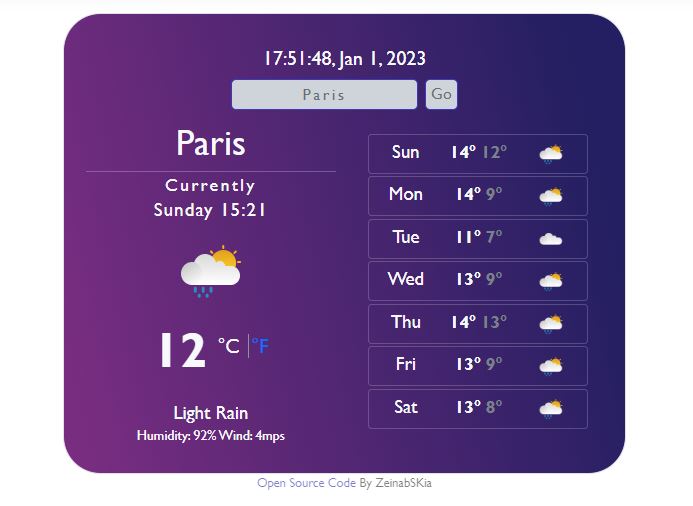 17:51:48, Jan 1, 2023
Paris
Go
Paris
Currently
Sunday 15:21
12 °C |°F
Light Rain
Humidity: 92% Wind: 4mps
Sun 14° 12°
Mon 14° 9°
Tue 11° 7°
Wed 13° 9°
Thu 14° 13°
Fri 13° 9°
Sat 13° 8°
Open Source Code By ZeinabSKia